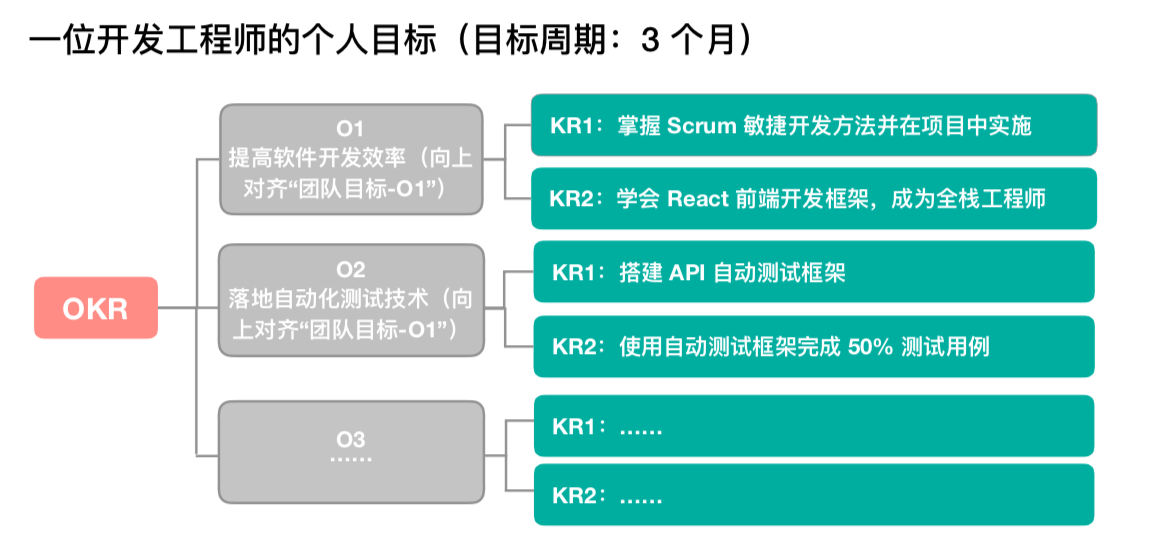 一位开发工程师的个人目标（目标周期：3 个月）
OKR
O1
提高软件开发效率（向上
对齐“团队目标-O1”）
KR1：掌握 Scrum 敏捷开发方法并在项目中实施
KR2：学会 React 前端开发框架，成为全栈工程师
O2
落地自动化测试技术（向
上对齐“团队目标-O1”）
KR1：搭建 API 自动测试框架
KR2：使用自动测试框架完成 50% 测试用例
O3
……
KR1：……
KR2：……